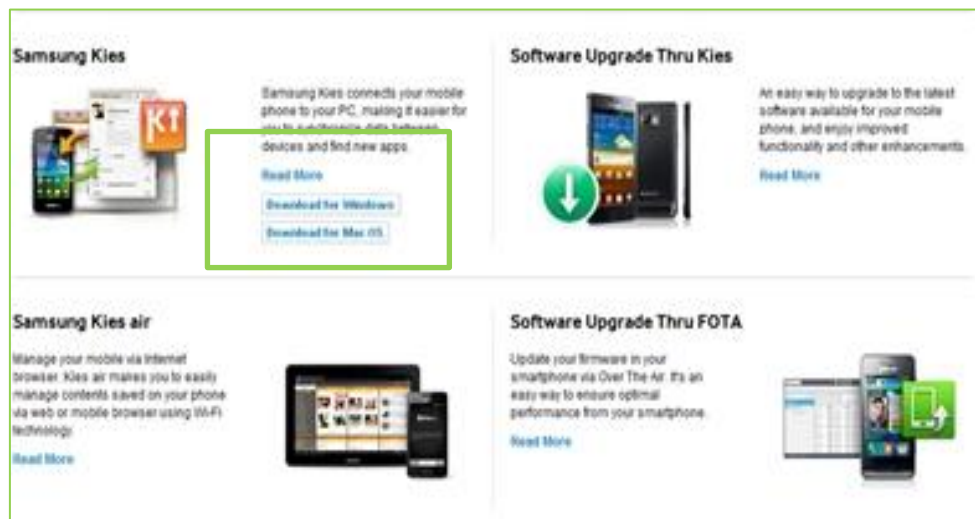 Samsung Kies
Samsung Kies connects your mobile
phone to your PC, making it easier for
you to synchronize data between
devices and find new apps.
Read More
Download for Windows
Download for Mac OS
Software Upgrade Thru Kies
An easy way to upgrade to the latest
software available for your mobile
phone, and enjoy improved
functionality and other enhancements.
Read More
Samsung Kies air
Manage your mobile via Internet
browser. Kies air makes you to easily
manage contents saved on your phone
via web or mobile browser using Wi-Fi
technology.
Read More
Software Upgrade Thru FOTA
Update your firmware in your
smartphone via Over The Air. It's an
easy way to ensure optimal
performance from your smartphone.
Read More